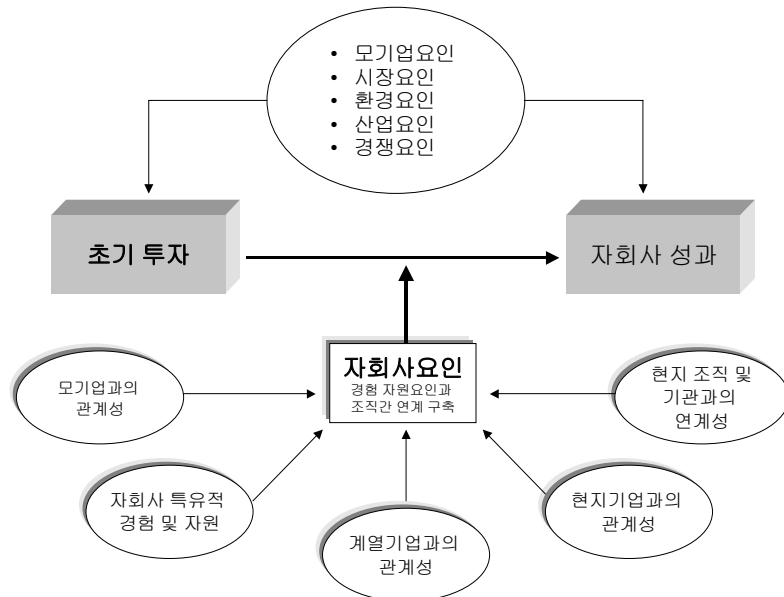 • 모기업요인
• 시장요인
• 환경요인
• 산업요인
• 경쟁요인
초기 투자
자회사 성과
자회사요인
경험 자원요인과
조직간 연계 구축
모기업과의
관계성
현지 조직 및
기관과의
연계성
자회사 특유적
경험 및 자원
계열기업과의
관계성
현지기업과의
관계성